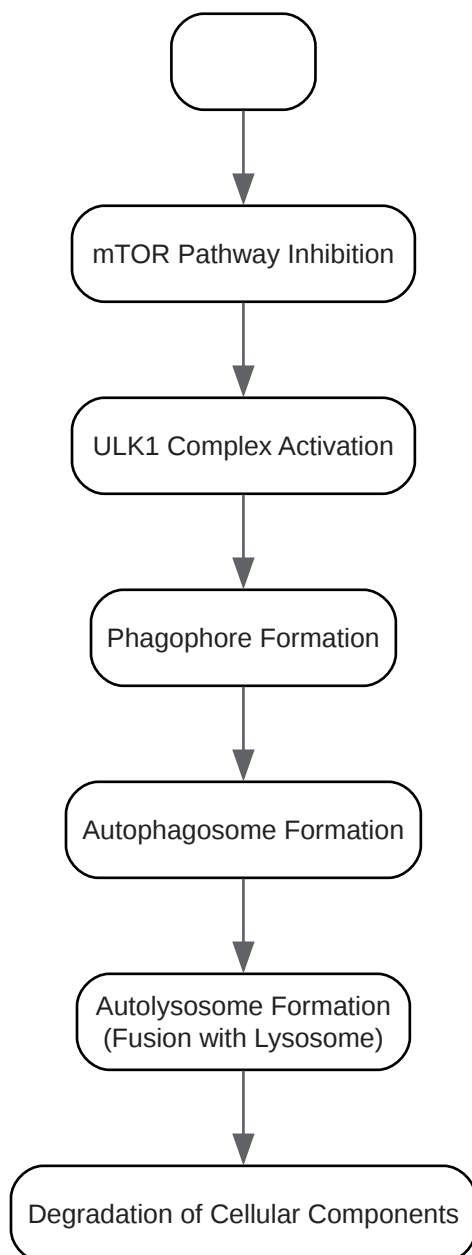 mTOR Pathway Inhibition
ULK1 Complex Activation
Phagophore Formation
Autophagosome Formation
Autolysosome Formation
(Fusion with Lysosome)
Degradation of Cellular Components